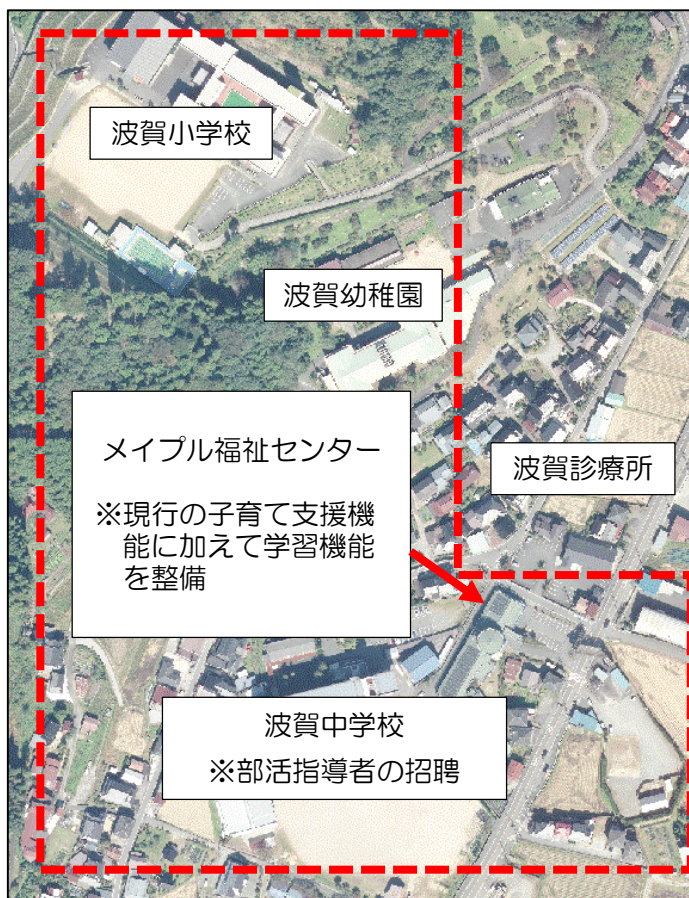 波賀小学校
波賀幼稚園
メイプル福祉センター
※現行の子育て支援機
能に加えて学習機能
を整備
波賀診療所
波賀中学校
※部活指導者の招聘